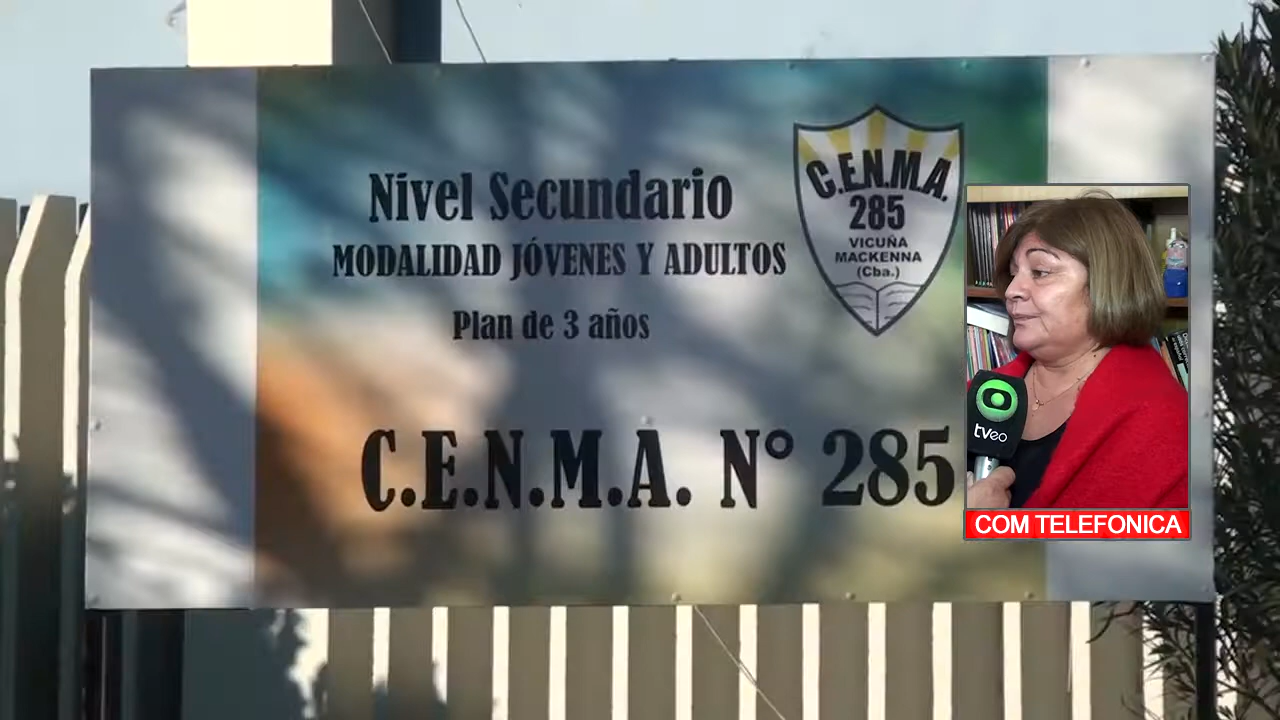 Nivel Secundario
MODALIDAD JÓVENES Y ADULTOS
Plan de 3 años
C.E.N.M.A. N° 285
C.E.N.M.A.
285
VICUÑA
MACKENNA
(Cba.)
tveo
COM TELEFONICA